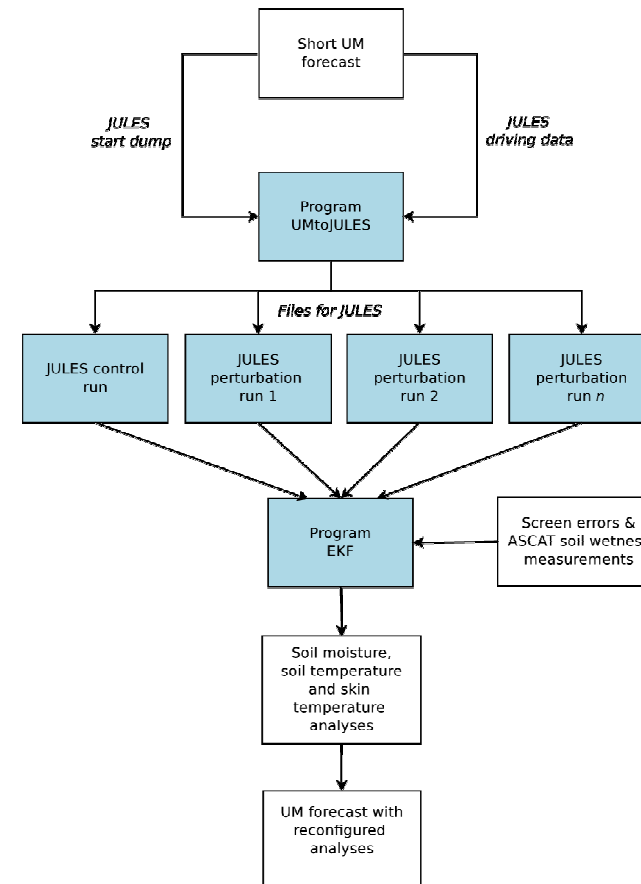 Short UM
forecast
JULES
start dump
JULES
driving data
Program
UMtoJULES
Files for JULES
JULES control
run
JULES
perturbation
run 1
JULES
perturbation
run 2
JULES
perturbation
run n
Program
EKF
Screen errors &
ASCAT soil wetnes
measurements
Soil moisture,
soil temperature
and skin
temperature
analyses
UM forecast with
reconfigured
analyses